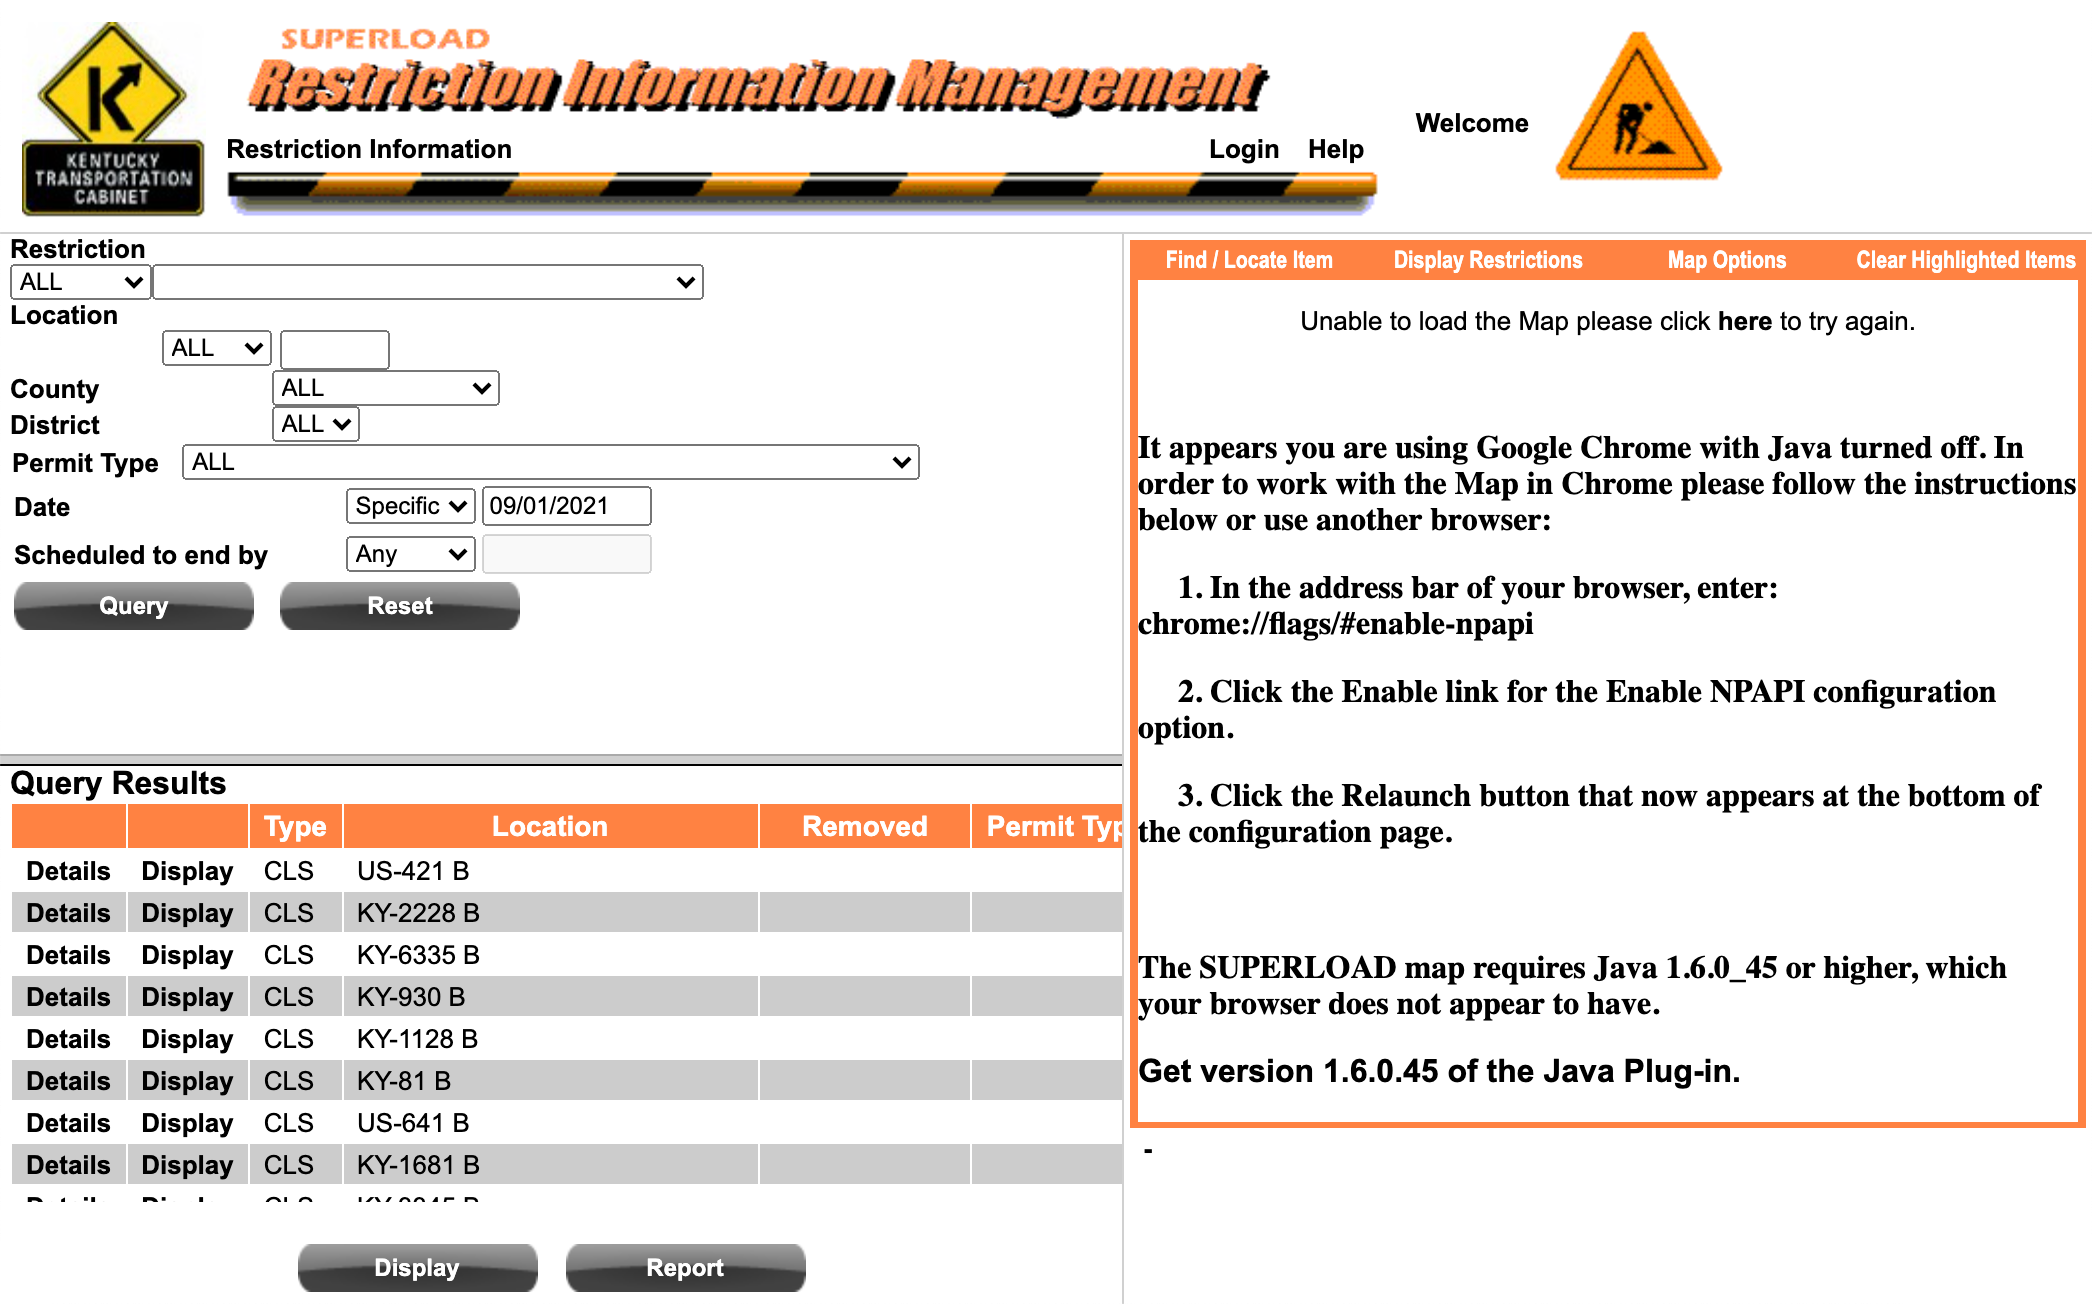 SUPERLOAD
Restriction Information Management
KENTUCKY
TRANSPORTATION
CABINET
Restriction Information
Login
Help
Welcome
Restriction
ALL
Location
ALL
County
ALL
District
ALL
Permit Type
ALL
Date
Specific
09/01/2021
Scheduled to end by
Any
Query
Reset
Query Results
Type Location Removed Permit Typ
Details Display CLS US-421 B
Details Display CLS KY-2228 B
Details Display CLS KY-6335 B
Details Display CLS KY-930 B
Details Display CLS KY-1128 B
Details Display CLS KY-81 B
Details Display CLS US-641 B
Details Display CLS KY-1681 B
Details Display CLS
Display
Report
Find / Locate Item Display Restrictions Map Options Clear Highlighted Items
Unable to load the Map please click here to try again.
It appears you are using Google Chrome with Java turned off. In
order to work with the Map in Chrome please follow the instructions
below or use another browser:
1. In the address bar of your browser, enter:
chrome://flags/#enable-npapi
2. Click the Enable link for the Enable NPAPI configuration
option.
3. Click the Relaunch button that now appears at the bottom of
the configuration page.
The SUPERLOAD map requires Java 1.6.0_45 or higher, which
your browser does not appear to have.
Get version 1.6.0.45 of the Java Plug-in.
-